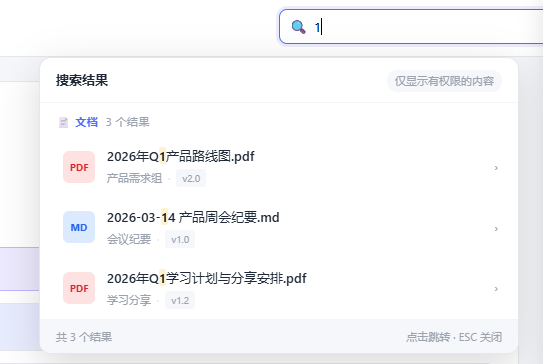 1
搜索结果
仅显示有权限的内容
文档 3 个结果
PDF
2026年Q1产品路线图.pdf
产品需求组 · v2.0
MD
2026-03-14 产品周会纪要.md
会议纪要 · v1.0
PDF
2026年Q1学习计划与分享安排.pdf
学习分享 · v1.2
共 3 个结果
点击跳转 · ESC 关闭